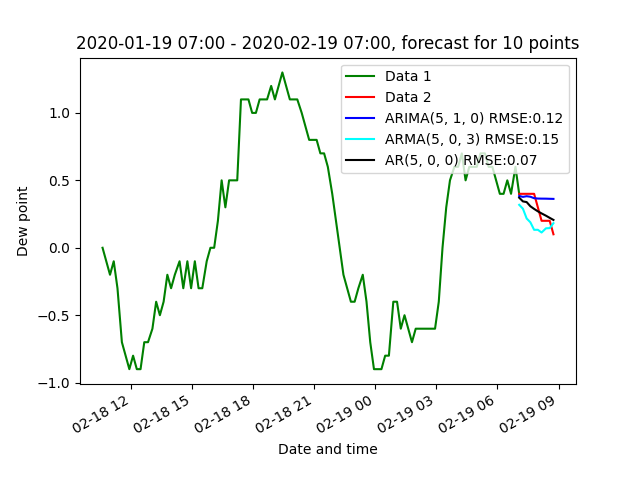 2020-01-19 07:00 - 2020-02-19 07:00, forecast for 10 points
Data 1
Data 2
ARIMA(5, 1, 0) RMSE:0.12
ARMA(5, 0, 3) RMSE:0.15
AR(5, 0, 0) RMSE:0.07
1.0
0.5
0.0
−0.5
−1.0
Dew point
02-18 12
02-18 15
02-18 18
02-18 21
02-19 00
02-19 03
02-19 06
02-19 09
Date and time